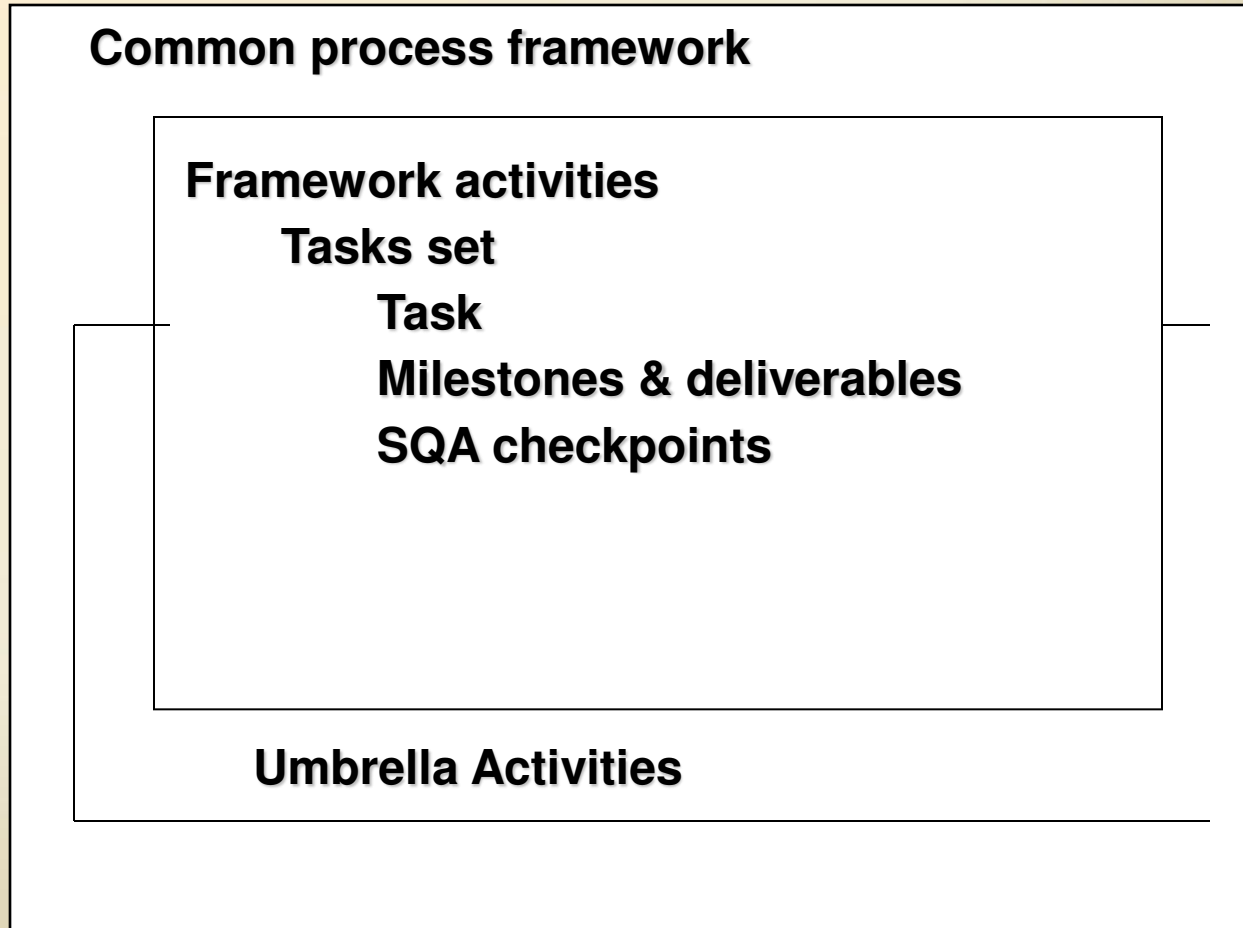 Common process framework
Framework activities
Tasks set
Task
Milestones & deliverables
SQA checkpoints
Umbrella Activities